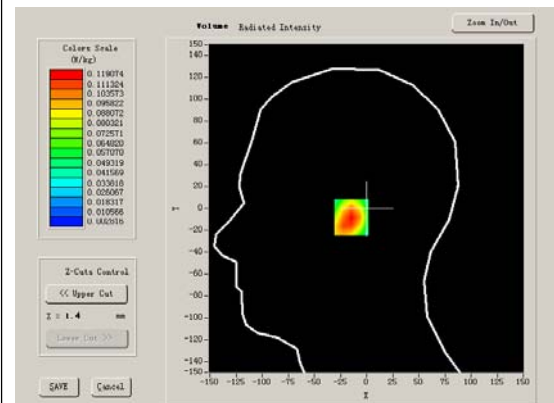 Volume Radiated Intensity
Zoom In/Out
Colors Scale
(W/kg)
0.119074
0.111324
0.103573
0.095822
0.088072
0.080321
0.072571
0.064820
0.057070
0.049319
0.041569
0.033818
0.026067
0.018317
0.010566
0.002816
Z-Cuts Control
<< Upper Cut
Z = 1.4 mm
Lower Cut >>
SAVE
Cancel
150
140
120
100
80
60
40
20
0
-20
-40
-60
-80
-100
-120
-140
-150
Y
-150 -125 -100 -75 -50 -25 0 25 50 75 100 125 150
X